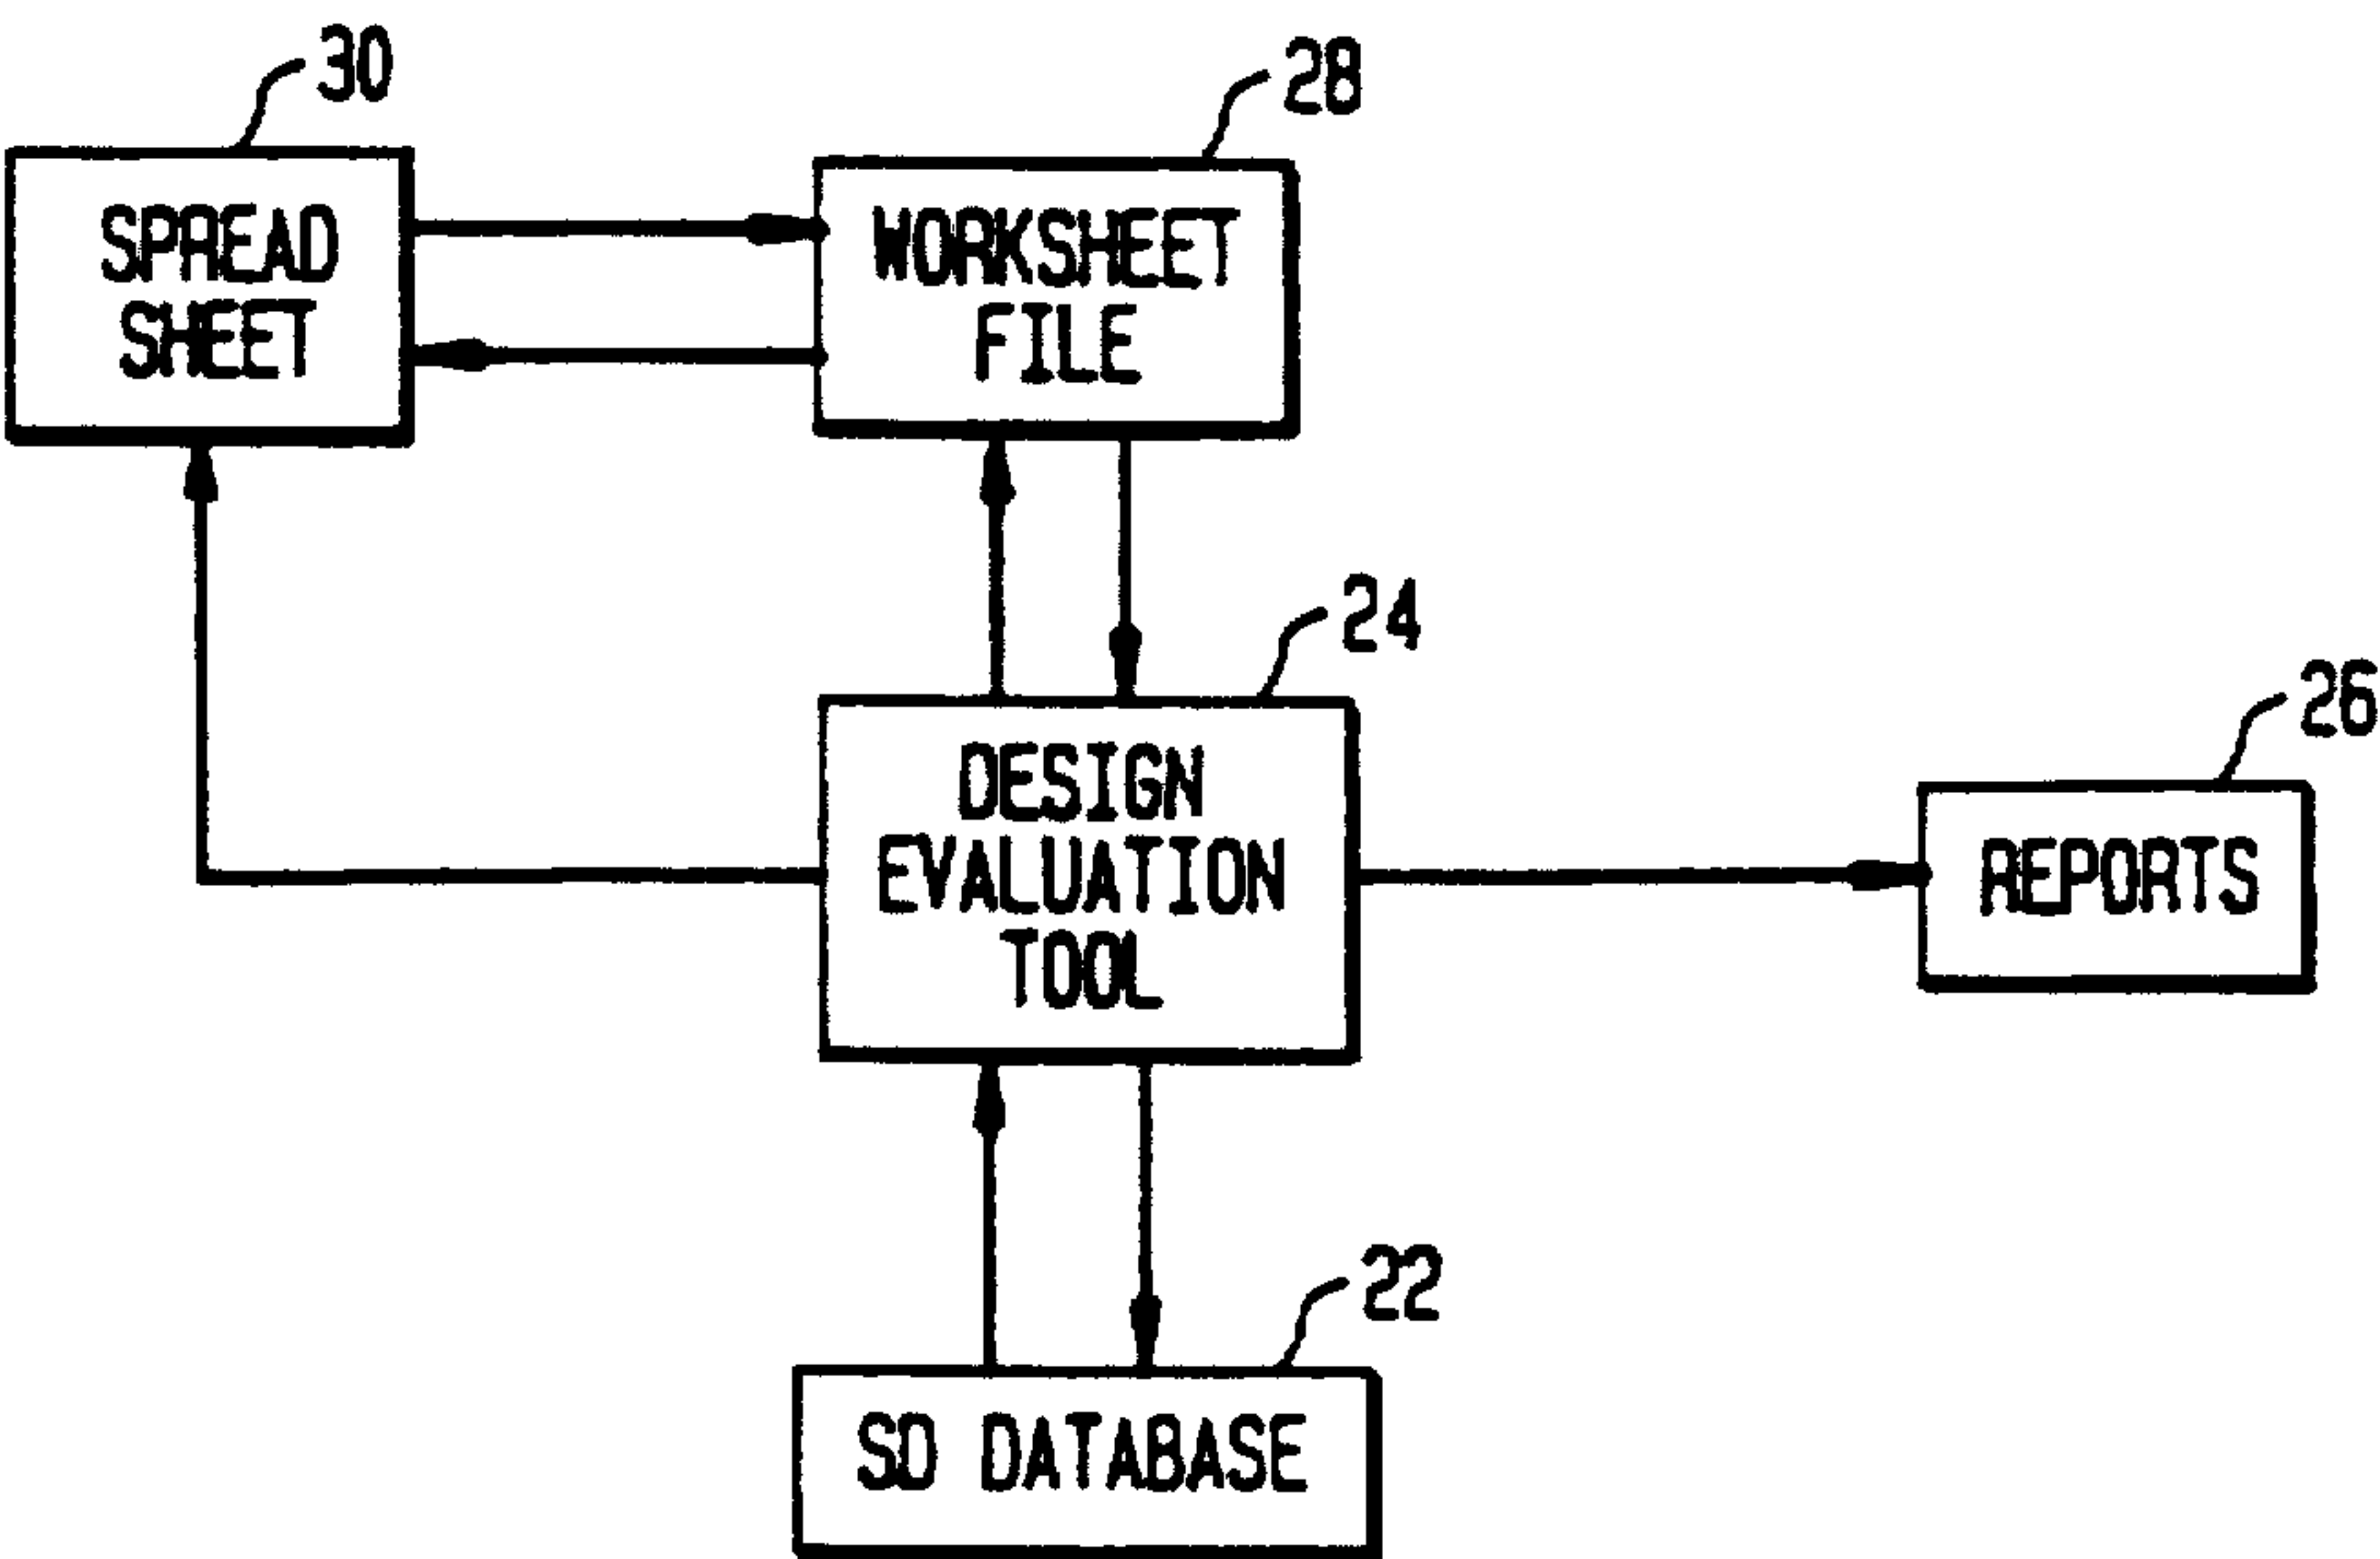 30
28
SPREAD
SHEET
WORKSHEET
FILE
24
26
DESIGN
EVALUATION
TOOL
REPORTS
22
SD DATABASE